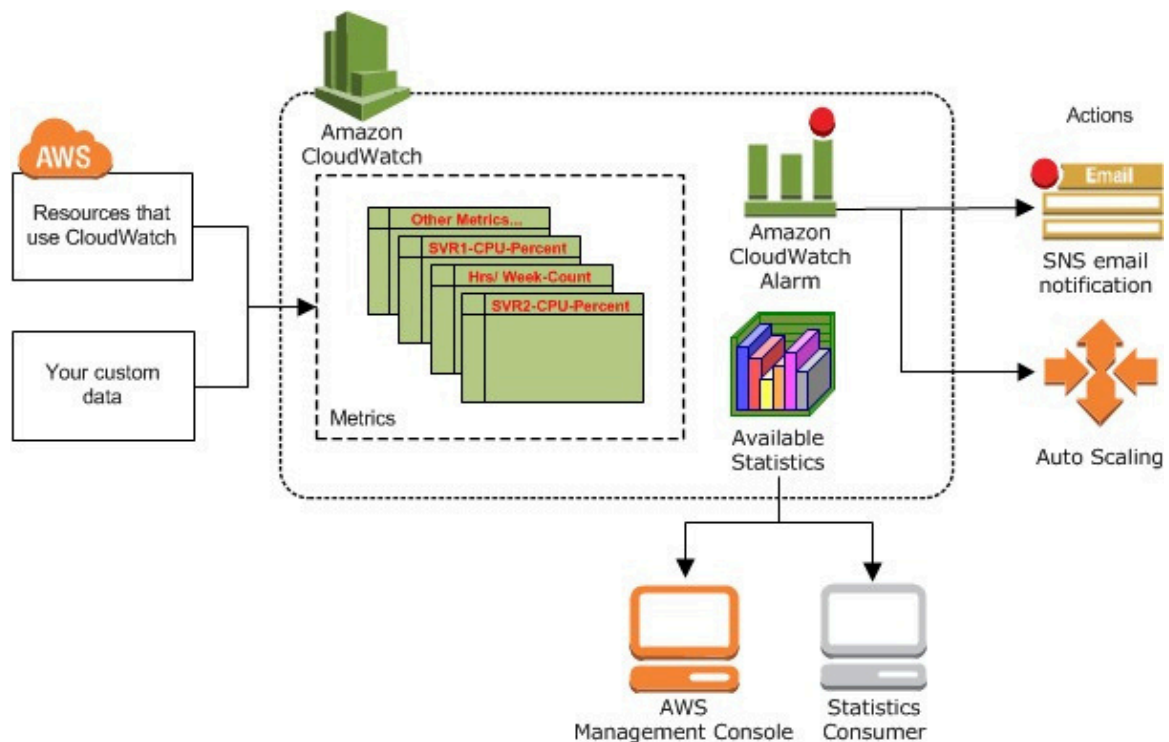 Amazon
CloudWatch
AWS
Resources that
use CloudWatch
Your custom
data
Other Metrics...
SVR1-CPU-Percent
Hrs/ Week-Count
SVR2-CPU-Percent
Metrics
Amazon
CloudWatch
Alarm
Available
Statistics
Actions
Email
SNS email
notification
Auto Scaling
AWS
Management Console
Statistics
Consumer